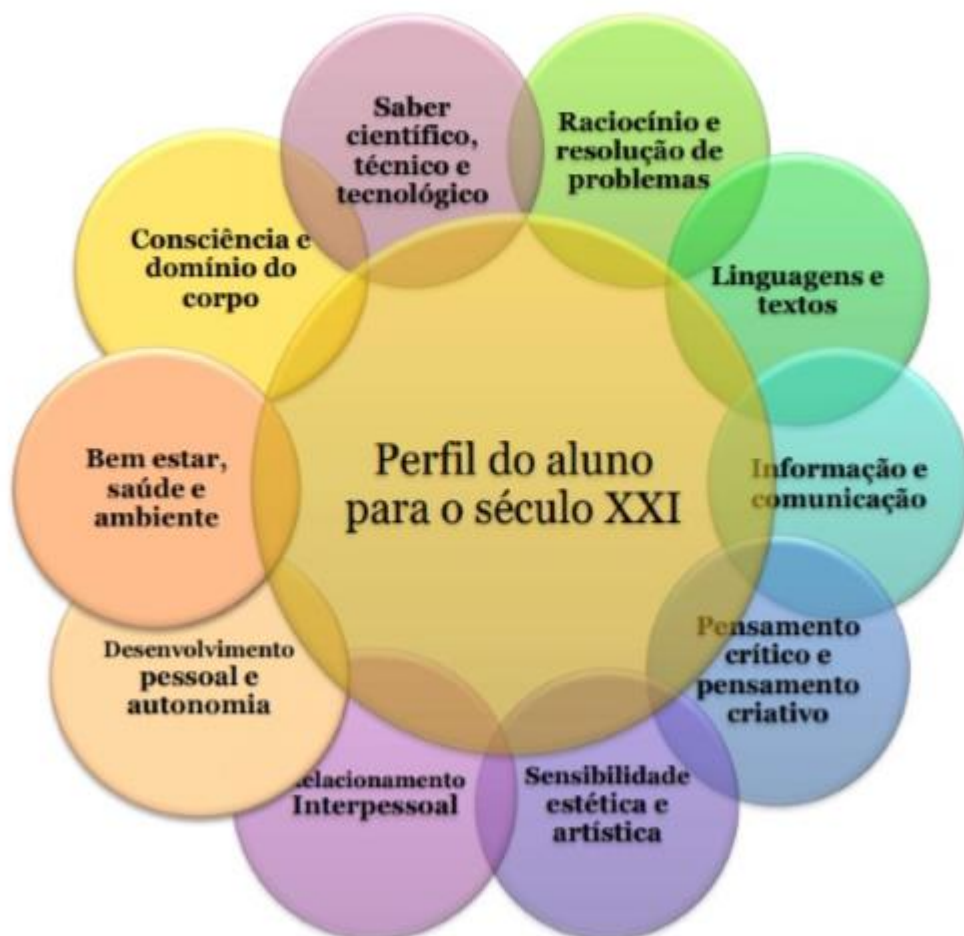 Saber
científico,
técnico e
tecnológico
Raciocínio e
resolução de
problemas
Linguagens e
textos
Informação e
comunicação
Pensamento
crítico e
pensamento
criativo
Sensibilidade
estética e
artística
elacionamento
Interpessoal
Desenvolvimento
pessoal e
autonomia
Bem estar,
saúde e
ambiente
Consciência e
domínio do
corpo
Perfil do aluno
para o século XXI